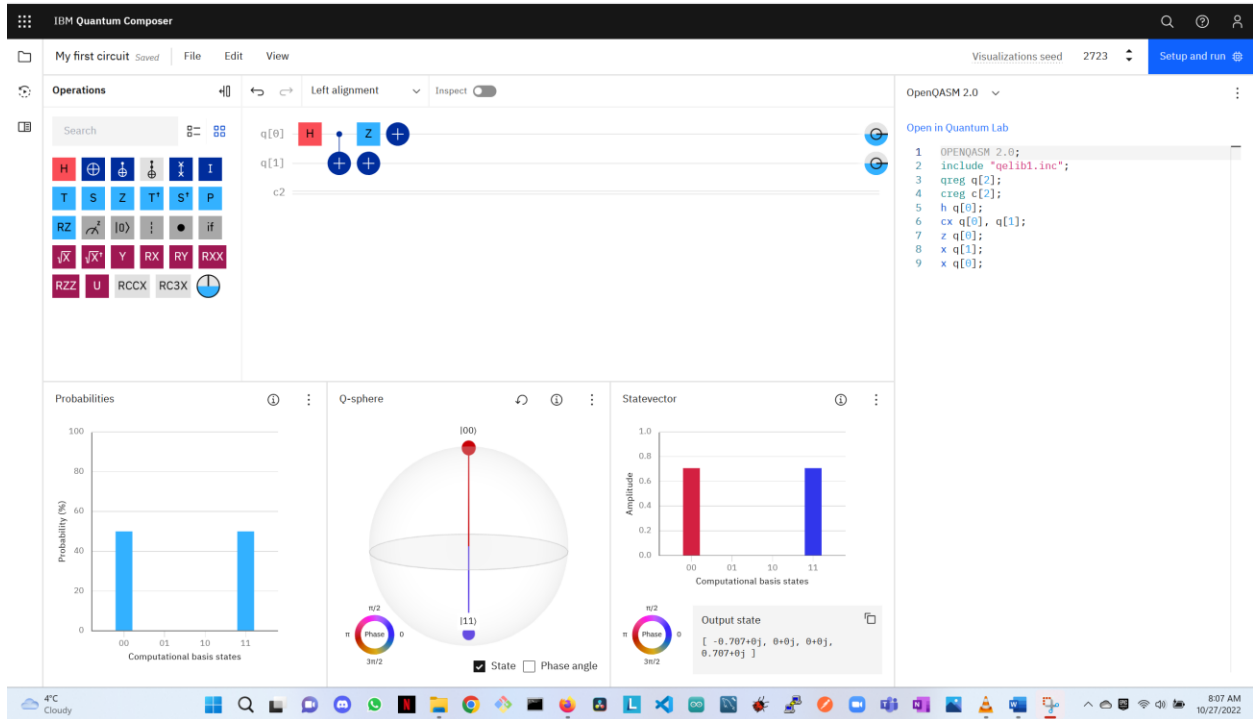 IBM Quantum Composer
My first circuit Saved File Edit View Visualizations seed 2723 Setup and run
Operations Left alignment Inspect OpenQASM 2.0
Search
H I
T S Z T† S† P
RZ z |0⟩ if
√X √X† Y RX RY RXX
RZZ U RCCX RC3X
q[0] H Z
q[1]
c2
Open in Quantum Lab
1 OPENQASM 2.0;
2 include "qelib1.inc";
3 qreg q[2];
4 creg c[2];
5 h q[0];
6 cx q[0], q[1];
7 z q[0];
8 x q[1];
9 x q[0];
Probabilities
100
80
60
40
20
0
Probability (%)
00 01 10 11
Computational basis states
Q-sphere
|00⟩
|11⟩
π/2
π Phase 0
3π/2
State Phase angle
Statevector
1.0
0.8
0.6
0.4
0.2
0.0
Amplitude
00 01 10 11
Computational basis states
π/2
π Phase 0
3π/2
Output state
[ -0.707+0j, 0+0j, 0+0j,
0.707+0j ]
4°C
Cloudy
8:07 AM
10/27/2022